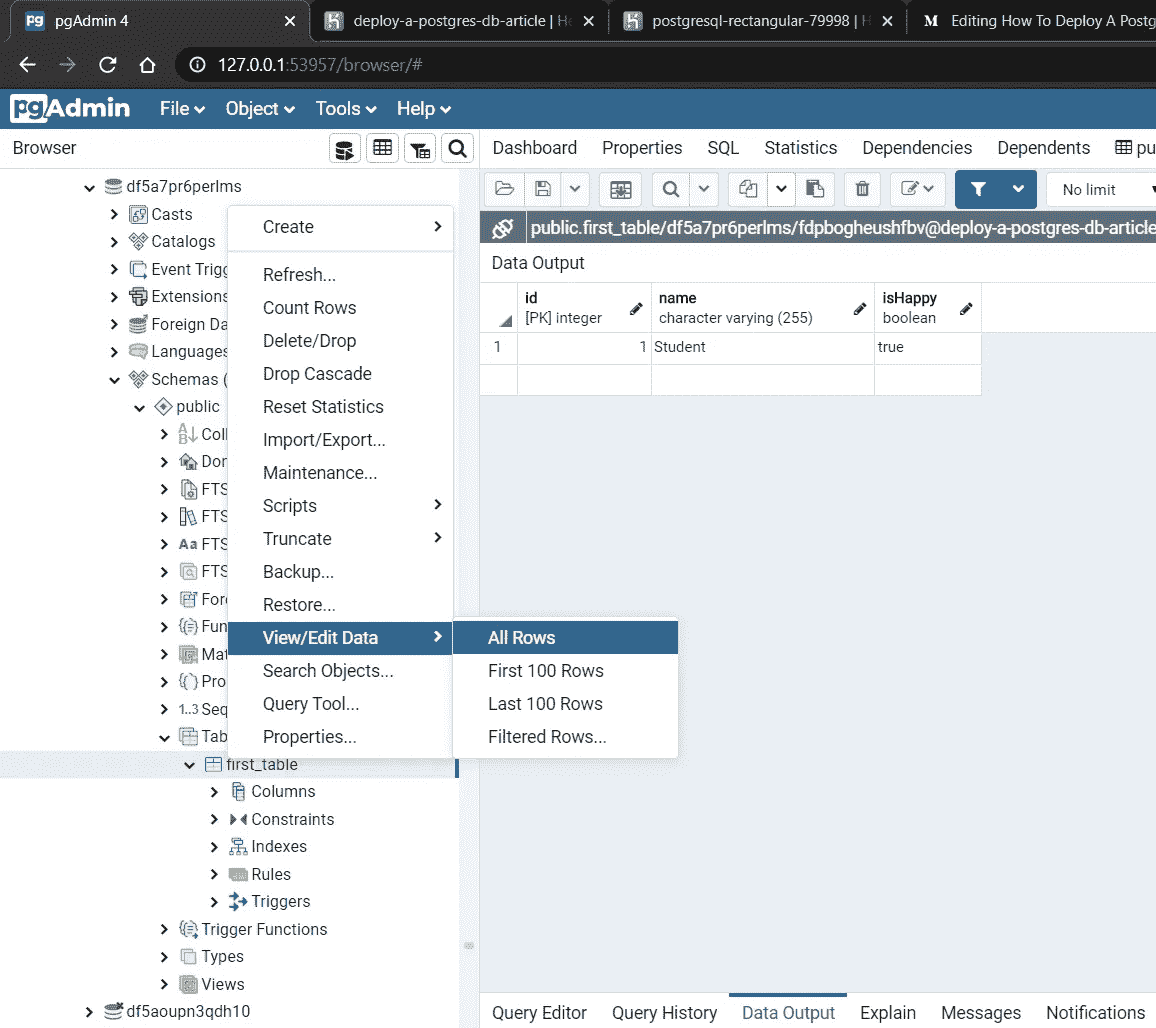 pgAdmin 4
deploy-a-postgres-db-article | H
postgresql-rectangular-79998 | H
M Editing How To Deploy A Postg
127.0.0.1:53957/browser/#
pgAdmin File Object Tools Help
Browser
Dashboard Properties SQL Statistics Dependencies Dependents pu
No limit
public.first_table/df5a7pr6perlms/fdpbogheushfbv@deploy-a-postgres-db-article
Data Output
id name isHappy
[PK] integer character varying (255) boolean
1 1 Student true
df5a7pr6perlms
Casts
Catalogs
Event Trigg
Extensions
Foreign Da
Languages
Schemas (
public
Coll
Dor
FTS
FTS
Aa FTS
FTS
Fore
Fun
Mat
Pro
1..3 Seq
Tab
first_table
Columns
Constraints
Indexes
Rules
Triggers
Trigger Functions
Types
Views
df5aoupn3qdh10
Create
Refresh...
Count Rows
Delete/Drop
Drop Cascade
Reset Statistics
Import/Export...
Maintenance...
Scripts
Truncate
Backup...
Restore...
View/Edit Data
Search Objects...
Query Tool...
Properties...
All Rows
First 100 Rows
Last 100 Rows
Filtered Rows...
Query Editor Query History Data Output Explain Messages Notifications